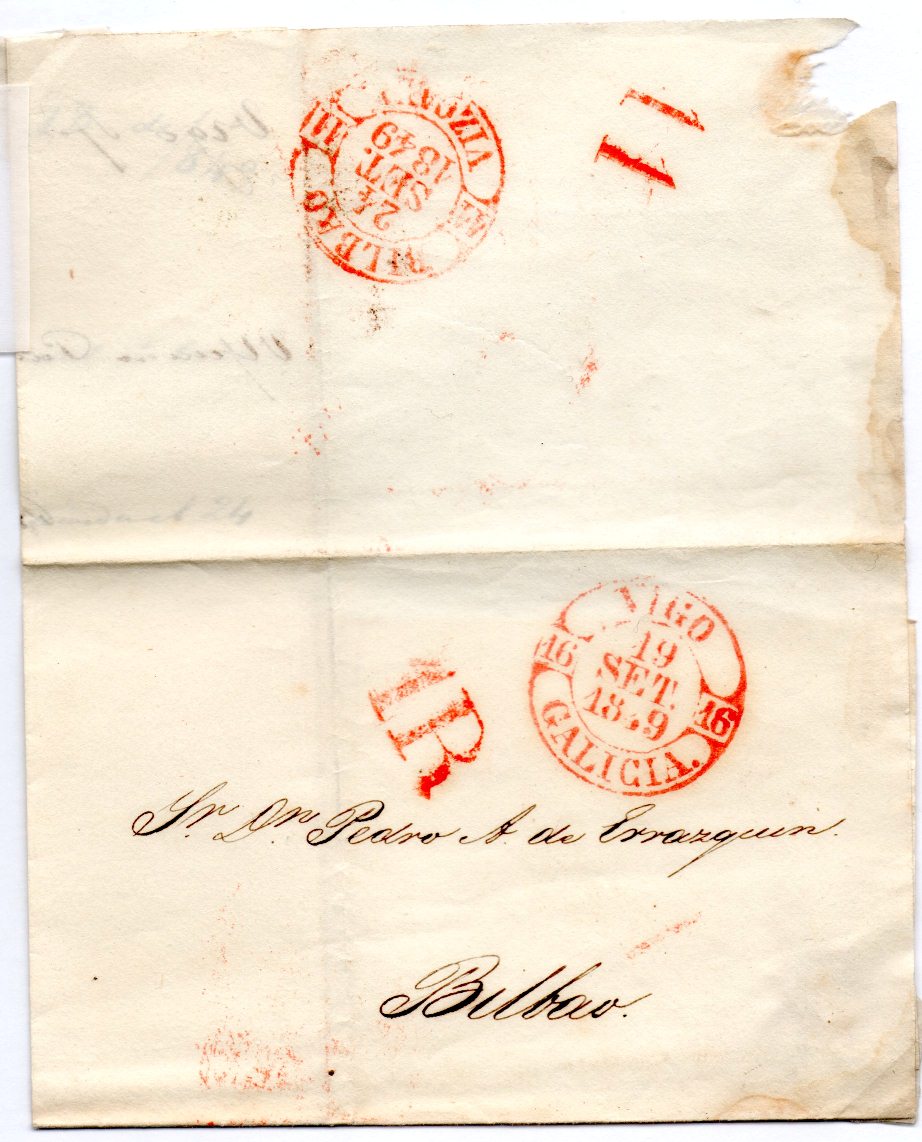 BILBAO
11
24
SET.
1849
11
VIGO
16
19
SET.
1849
16
GALICIA.
1R
Sr. Dn. Pedro A. de Errazquin.
Bilbao.